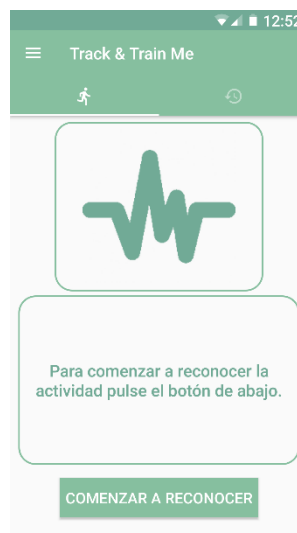 12:52
Track & Train Me
Para comenzar a reconocer la
actividad pulse el botón de abajo.
COMENZAR A RECONOCER